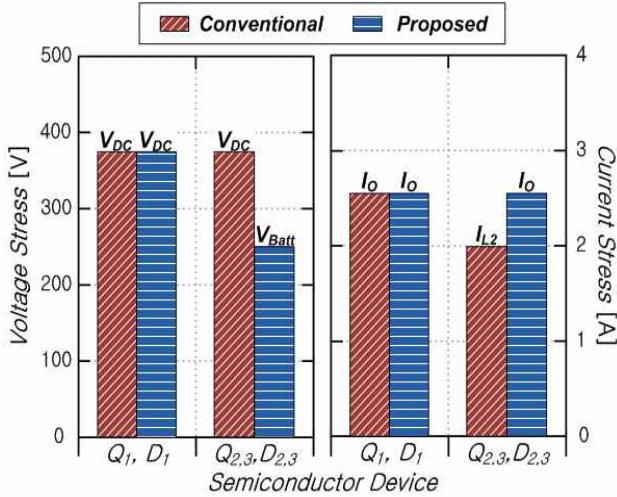 Conventional Proposed
500
400
300
200
100
0
Voltage Stress [V]
V_DC V_DC V_DC
V_Batt
Q_1, D_1 Q_2,3,D_2,3
I_O I_O I_L2 I_O
Q_1, D_1 Q_2,3,D_2,3
4
3
2
1
0
Current Stress [A]
Semiconductor Device